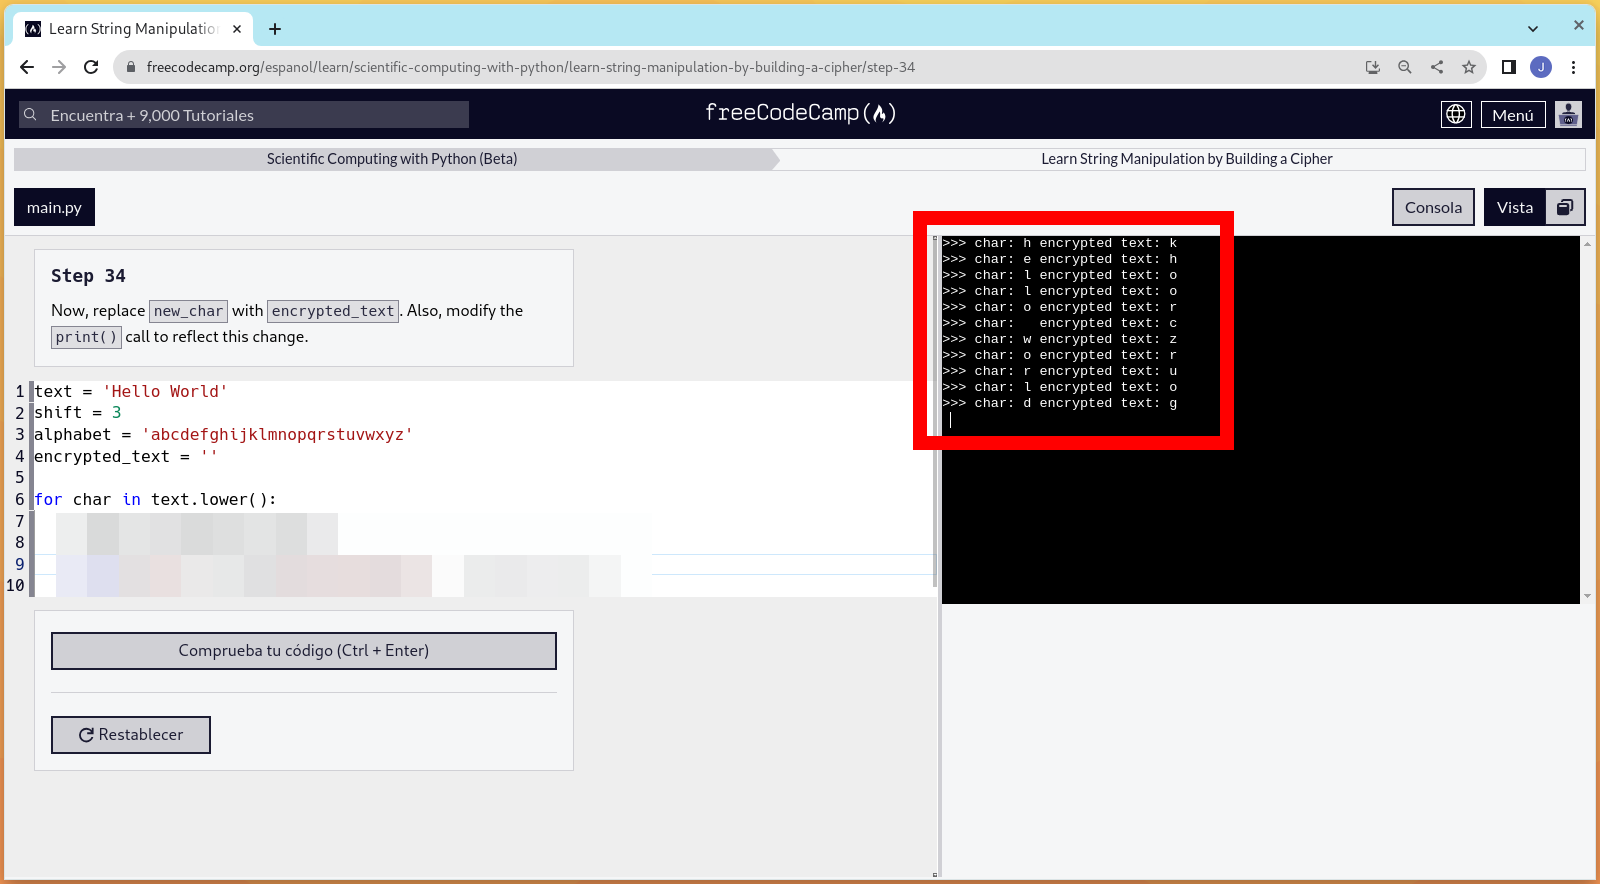 Learn String Manipulatio
freecodecamp.org/espanol/learn/scientific-computing-with-python/learn-string-manipulation-by-building-a-cipher/step-34
J
Encuentra + 9,000 Tutoriales
freeCodeCamp
Menú
Scientific Computing with Python (Beta)
Learn String Manipulation by Building a Cipher
main.py
Consola
Vista
Step 34
Now, replace new_char with encrypted_text. Also, modify the
print() call to reflect this change.
1 text = 'Hello World'
2 shift = 3
3 alphabet = 'abcdefghijklmnopqrstuvwxyz'
4 encrypted_text = ''
5
6 for char in text.lower():
7
8
9
10
Comprueba tu código (Ctrl + Enter)
Restablecer
>>> char: h encrypted text: k
>>> char: e encrypted text: h
>>> char: l encrypted text: o
>>> char: l encrypted text: o
>>> char: o encrypted text: r
>>> char:   encrypted text: c
>>> char: w encrypted text: z
>>> char: o encrypted text: r
>>> char: r encrypted text: u
>>> char: l encrypted text: o
>>> char: d encrypted text: g